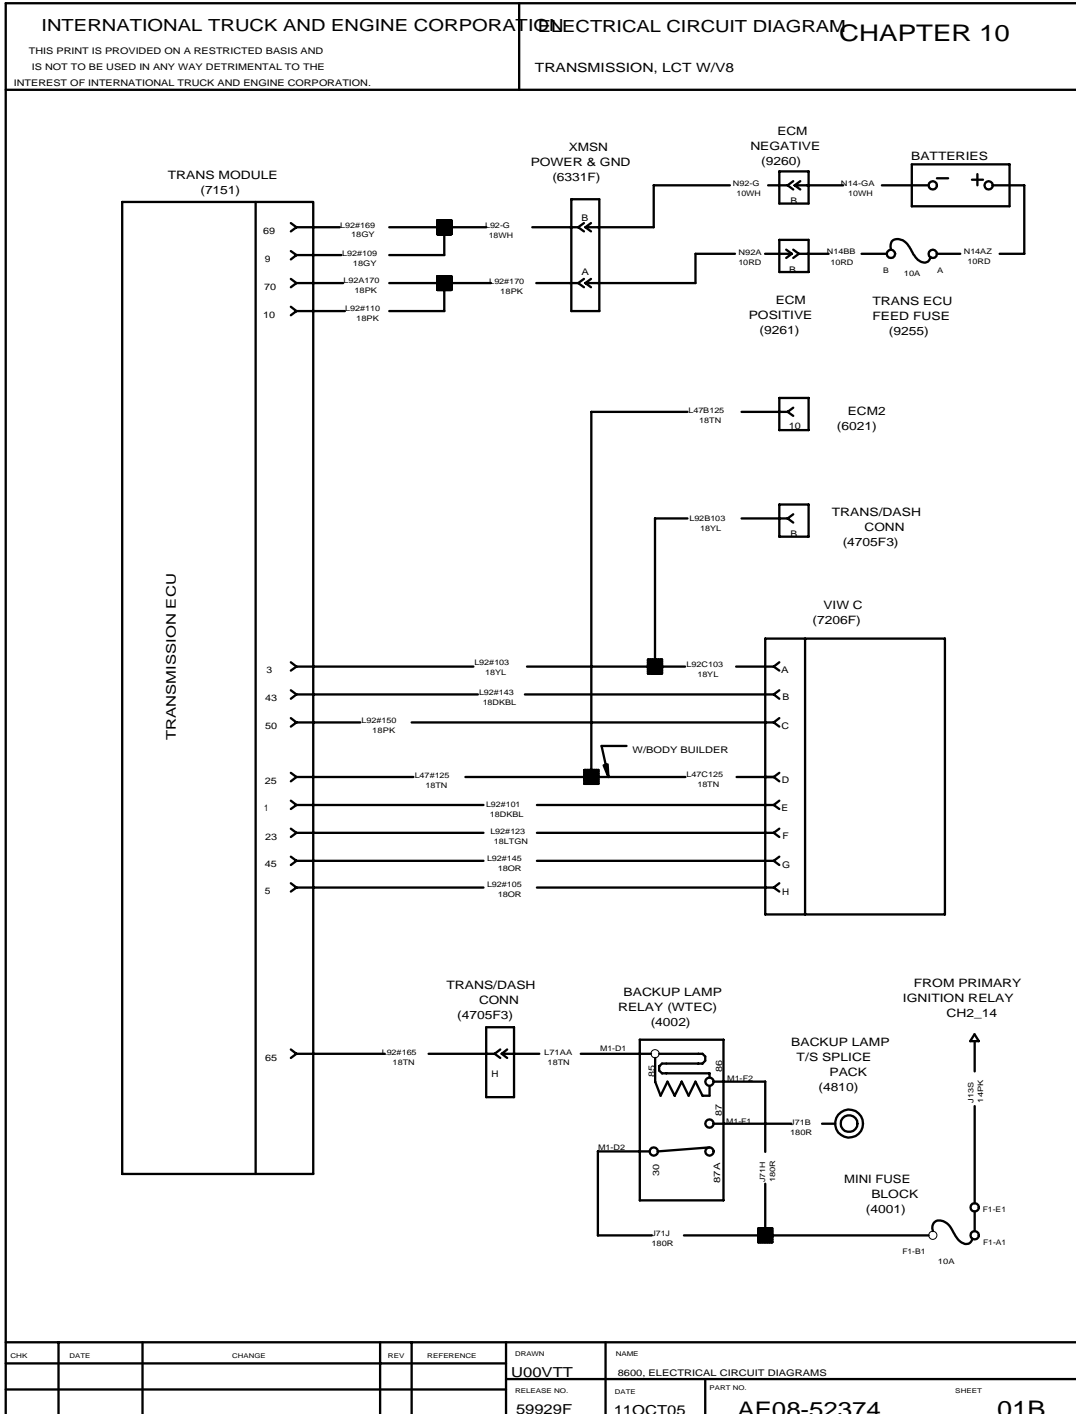 INTERNATIONAL TRUCK AND ENGINE CORPORATION
THIS PRINT IS PROVIDED ON A RESTRICTED BASIS AND
IS NOT TO BE USED IN ANY WAY DETRIMENTAL TO THE
INTEREST OF INTERNATIONAL TRUCK AND ENGINE CORPORATION.
ELECTRICAL CIRCUIT DIAGRAM
CHAPTER 10
TRANSMISSION, LCT W/V8
TRANS MODULE
(7151)
XMSN
POWER & GND
(6331F)
ECM
NEGATIVE
(9260)
BATTERIES
69
L92#169
18GY
L92-G
18WH
B
N92-G
10WH
B
N14-GA
10WH
9
L92#109
18GY
70
L92A170
18PK
L92#170
18PK
A
N92A
10RD
B
N14BB
10RD
B
10A
A
N14AZ
10RD
10
L92#110
18PK
ECM
POSITIVE
(9261)
TRANS ECU
FEED FUSE
(9255)
L47B125
18TN
10
ECM2
(6021)
L92B103
18YL
B
TRANS/DASH
CONN
(4705F3)
TRANSMISSION ECU
VIW C
(7206F)
3
L92#103
18YL
L92C103
18YL
A
43
L92#143
18DKBL
B
50
L92#150
18PK
C
W/BODY BUILDER
25
L47#125
18TN
L47C125
18TN
D
1
L92#101
18DKBL
E
23
L92#123
18LTGN
F
45
L92#145
18OR
G
5
L92#105
18OR
H
TRANS/DASH
CONN
(4705F3)
BACKUP LAMP
RELAY (WTEC)
(4002)
FROM PRIMARY
IGNITION RELAY
CH2_14
65
L92#165
18TN
H
L71AA
18TN
M1-D1
85
86
M1-F2
BACKUP LAMP
T/S SPLICE
PACK
(4810)
J13S
14PK
87
M1-E1
J71B
180R
M1-D2
30
87A
J71H
180R
MINI FUSE
BLOCK
(4001)
F1-E1
J71J
180R
F1-B1
10A
F1-A1
CHK
DATE
CHANGE
REV
REFERENCE
DRAWN
U00VTT
NAME
8600, ELECTRICAL CIRCUIT DIAGRAMS
RELEASE NO.
59929F
DATE
11OCT05
PART NO.
AE08-52374
SHEET
01B